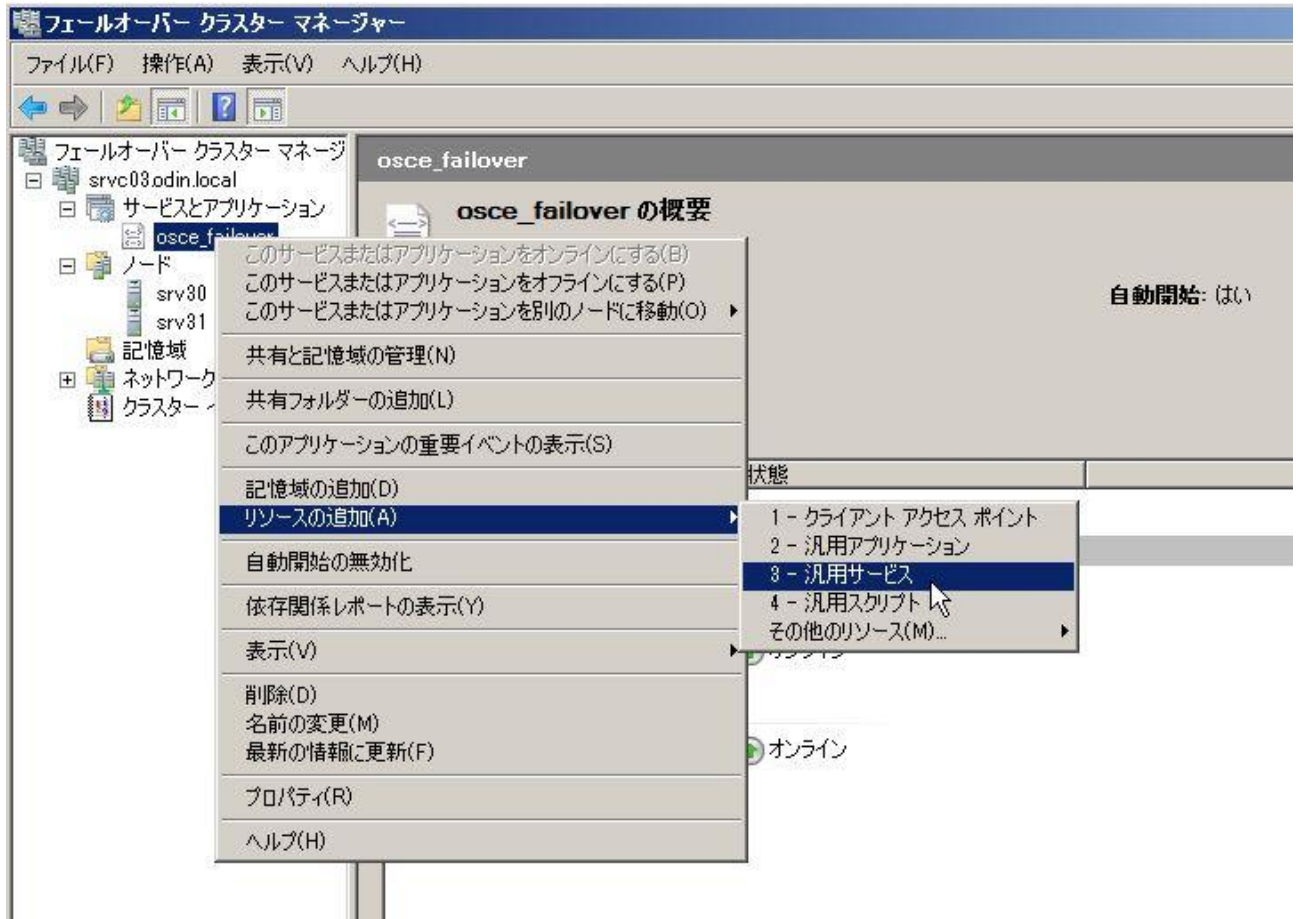 フェールオーバー クラスター マネージャー
ファイル(F) 操作(A) 表示(V) ヘルプ(H)
フェールオーバー クラスター マネージ
srvc03.odin.local
サービスとアプリケーション
osce_failover
ノード
srv30
srv31
記憶域
ネットワーク
クラスター
osce_failover
osce_failover の概要
自動開始: はい
状態
オンライン
オンライン
このサービスまたはアプリケーションをオンラインにする(B)
このサービスまたはアプリケーションをオフラインにする(P)
このサービスまたはアプリケーションを別のノードに移動(O)
共有と記憶域の管理(N)
共有フォルダーの追加(L)
このアプリケーションの重要イベントの表示(S)
記憶域の追加(D)
リソースの追加(A)
自動開始の無効化
依存関係レポートの表示(Y)
表示(V)
削除(D)
名前の変更(M)
最新の情報に更新(F)
プロパティ(R)
ヘルプ(H)
1 - クライアント アクセス ポイント
2 - 汎用アプリケーション
3 - 汎用サービス
4 - 汎用スクリプト
その他のリソース(M)...